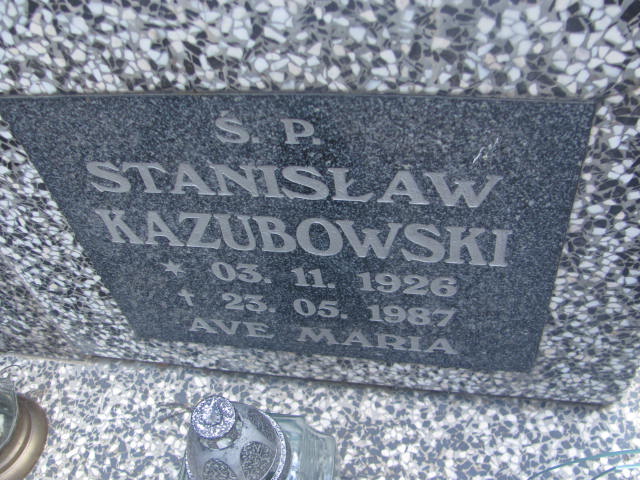 Ś. P.
STANISŁAW
KAZUBOWSKI
* 03. 11. 1926
† 23. 05. 1987
AVE MARIA